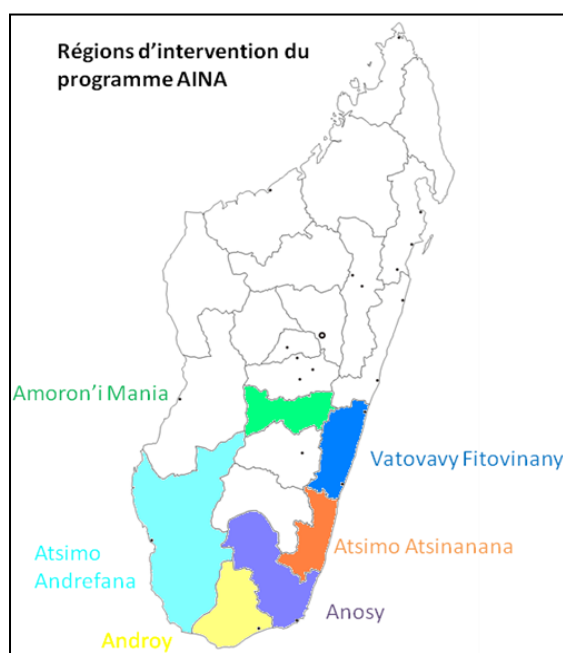 Régions d'intervention du
programme AINA
Amoron'i Mania
Vatovavy Fitovinany
Atsimo Atsinanana
Atsimo
Andrefana
Anosy
Androy